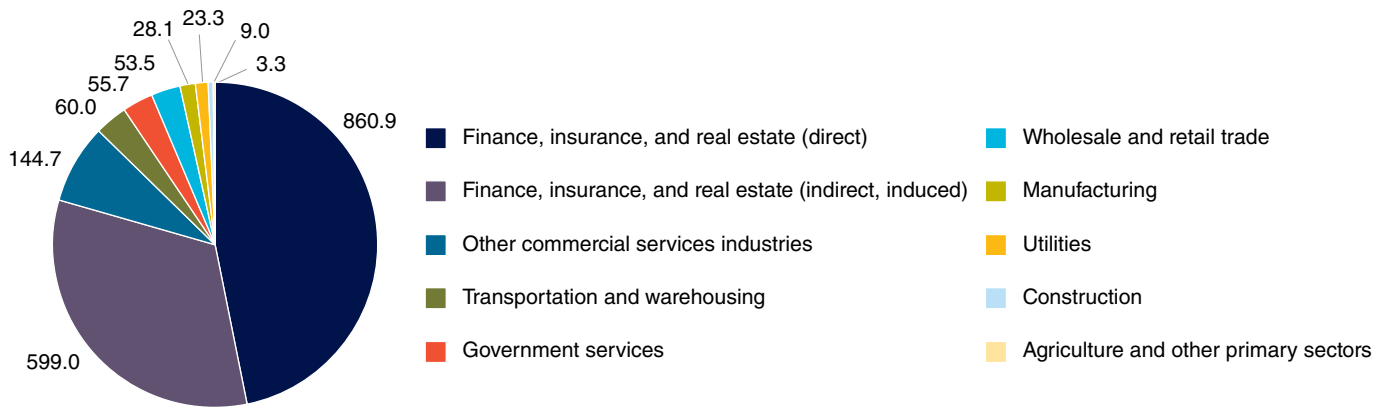 23.3
28.1
9.0
53.5
3.3
55.7
60.0
860.9
144.7
599.0
Finance, insurance, and real estate (direct)
Finance, insurance, and real estate (indirect, induced)
Other commercial services industries
Transportation and warehousing
Government services
Wholesale and retail trade
Manufacturing
Utilities
Construction
Agriculture and other primary sectors